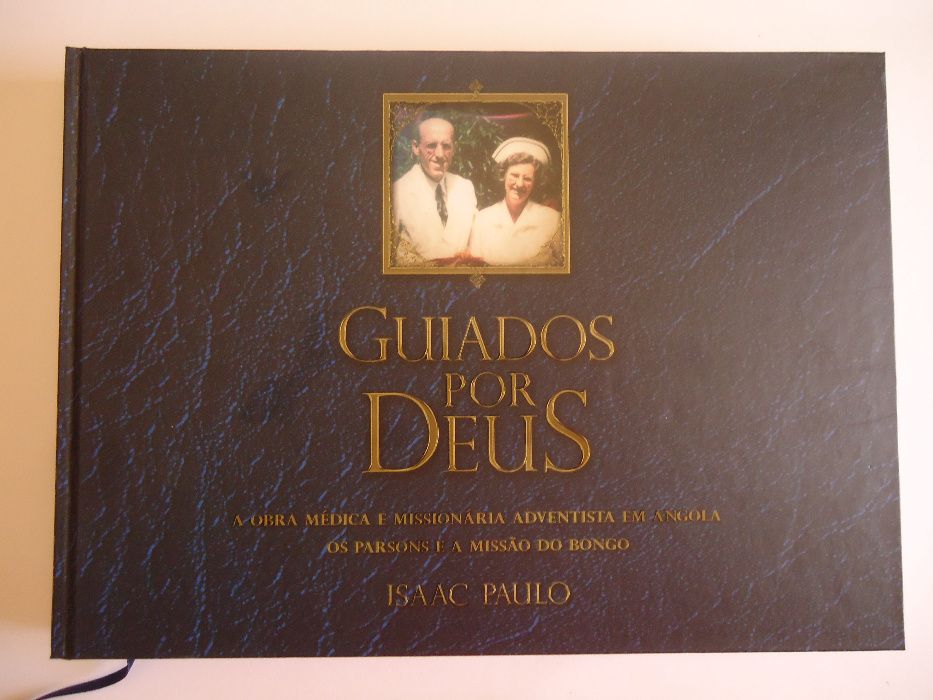 GUIADOS
POR
DEUS
A OBRA MÉDICA E MISSIONÁRIA ADVENTISTA EM ANGOLA
OS PARSONS E A MISSÃO DO BONGO
ISAAC PAULO